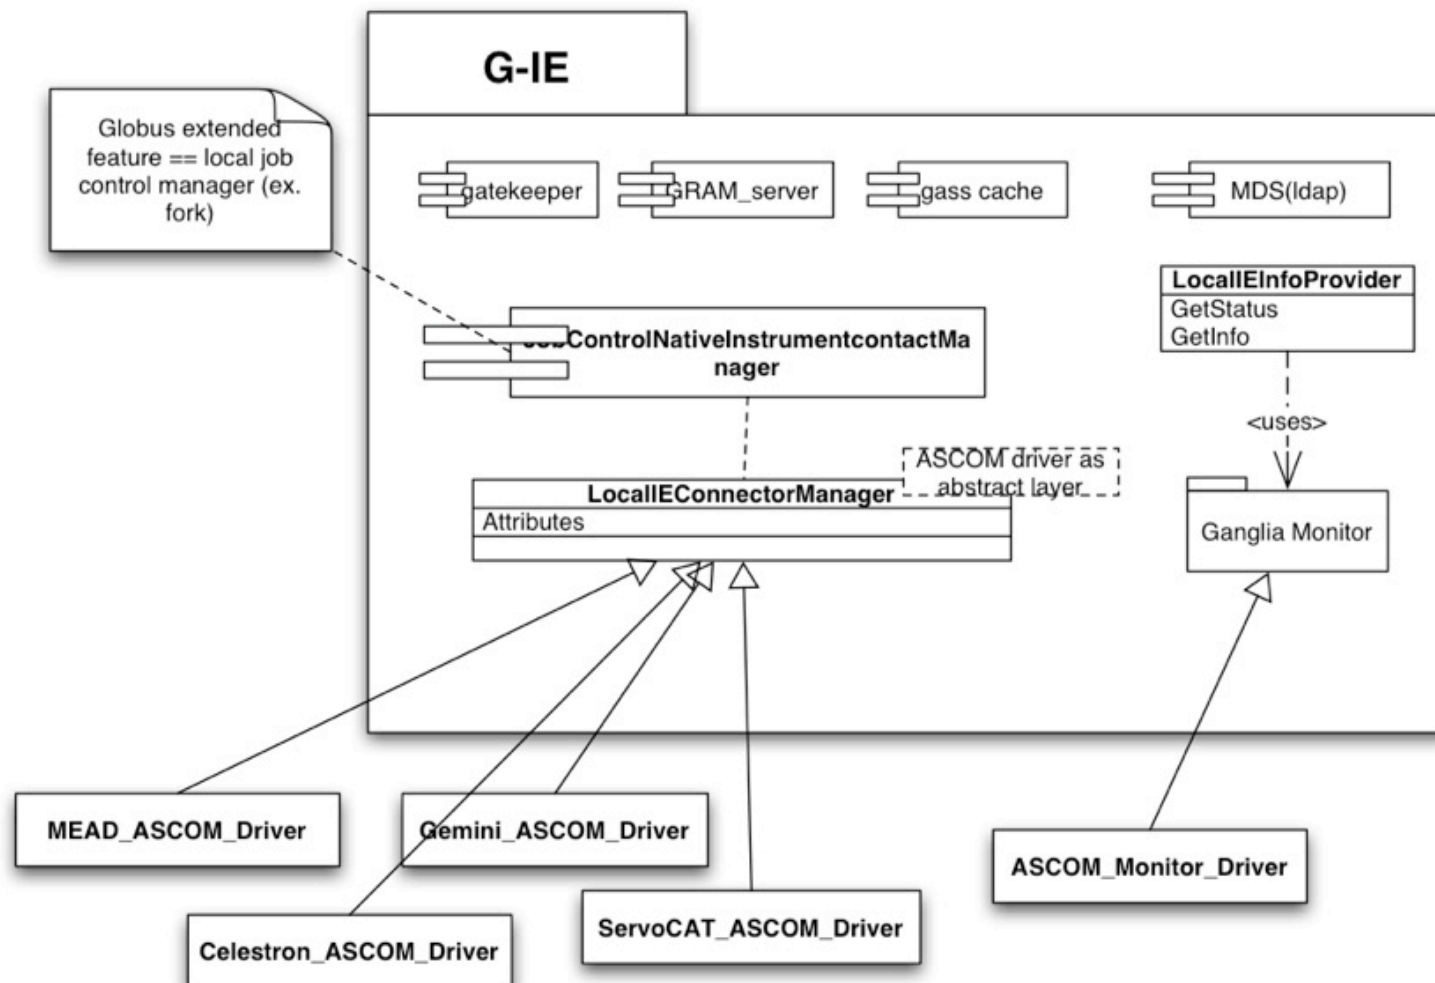 G-IE
Globus extended
feature == local job
control manager (ex.
fork)
gatekeeper
GRAM_server
gass cache
MDS(ldap)
LocalIEInfoProvider
GetStatus
GetInfo
JobControlNativeInstrumentcontactMa
nager
<uses>
ASCOM driver as
abstract layer
LocalIEConnectorManager
Attributes
Ganglia Monitor
MEAD_ASCOM_Driver
Gemini_ASCOM_Driver
ASCOM_Monitor_Driver
ServoCAT_ASCOM_Driver
Celestron_ASCOM_Driver